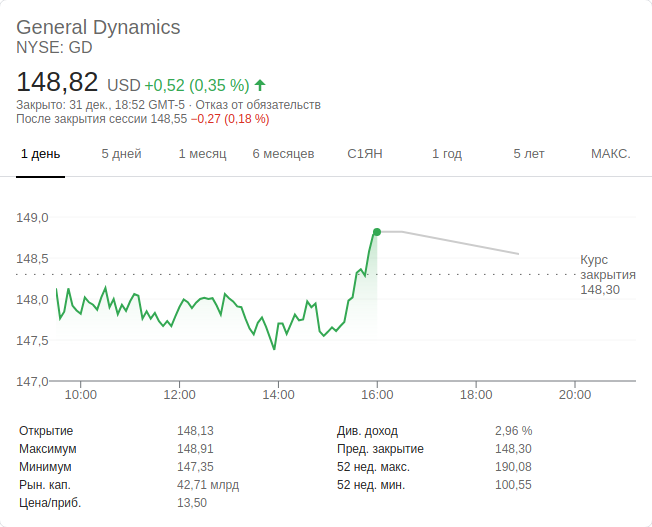 General Dynamics
NYSE: GD
148,82 USD +0,52 (0,35 %)
Закрыто: 31 дек., 18:52 GMT-5 · Отказ от обязательств
После закрытия сессии 148,55 −0,27 (0,18 %)
1 день 5 дней 1 месяц 6 месяцев С1ЯН 1 год 5 лет МАКС.
149,0
148,5
Курс
закрытия
148,30
148,0
147,5
147,0
10:00 12:00 14:00 16:00 18:00 20:00
Открытие 148,13 Див. доход 2,96 %
Максимум 148,91 Пред. закрытие 148,30
Минимум 147,35 52 нед. макс. 190,08
Рын. кап. 42,71 млрд 52 нед. мин. 100,55
Цена/приб. 13,50